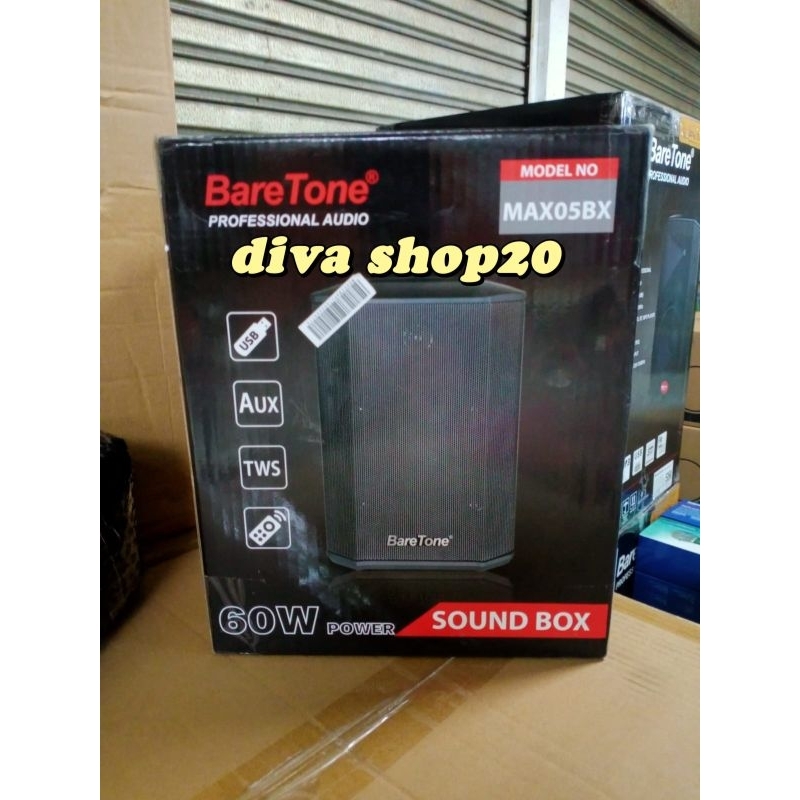 BareTone®
PROFESSIONAL AUDIO
MODEL NO
MAX05BX
diva shop20
USB
AUX
TWS
BareTone®
60W POWER
SOUND BOX
BareTone®
PROFESSIONAL AUDIO